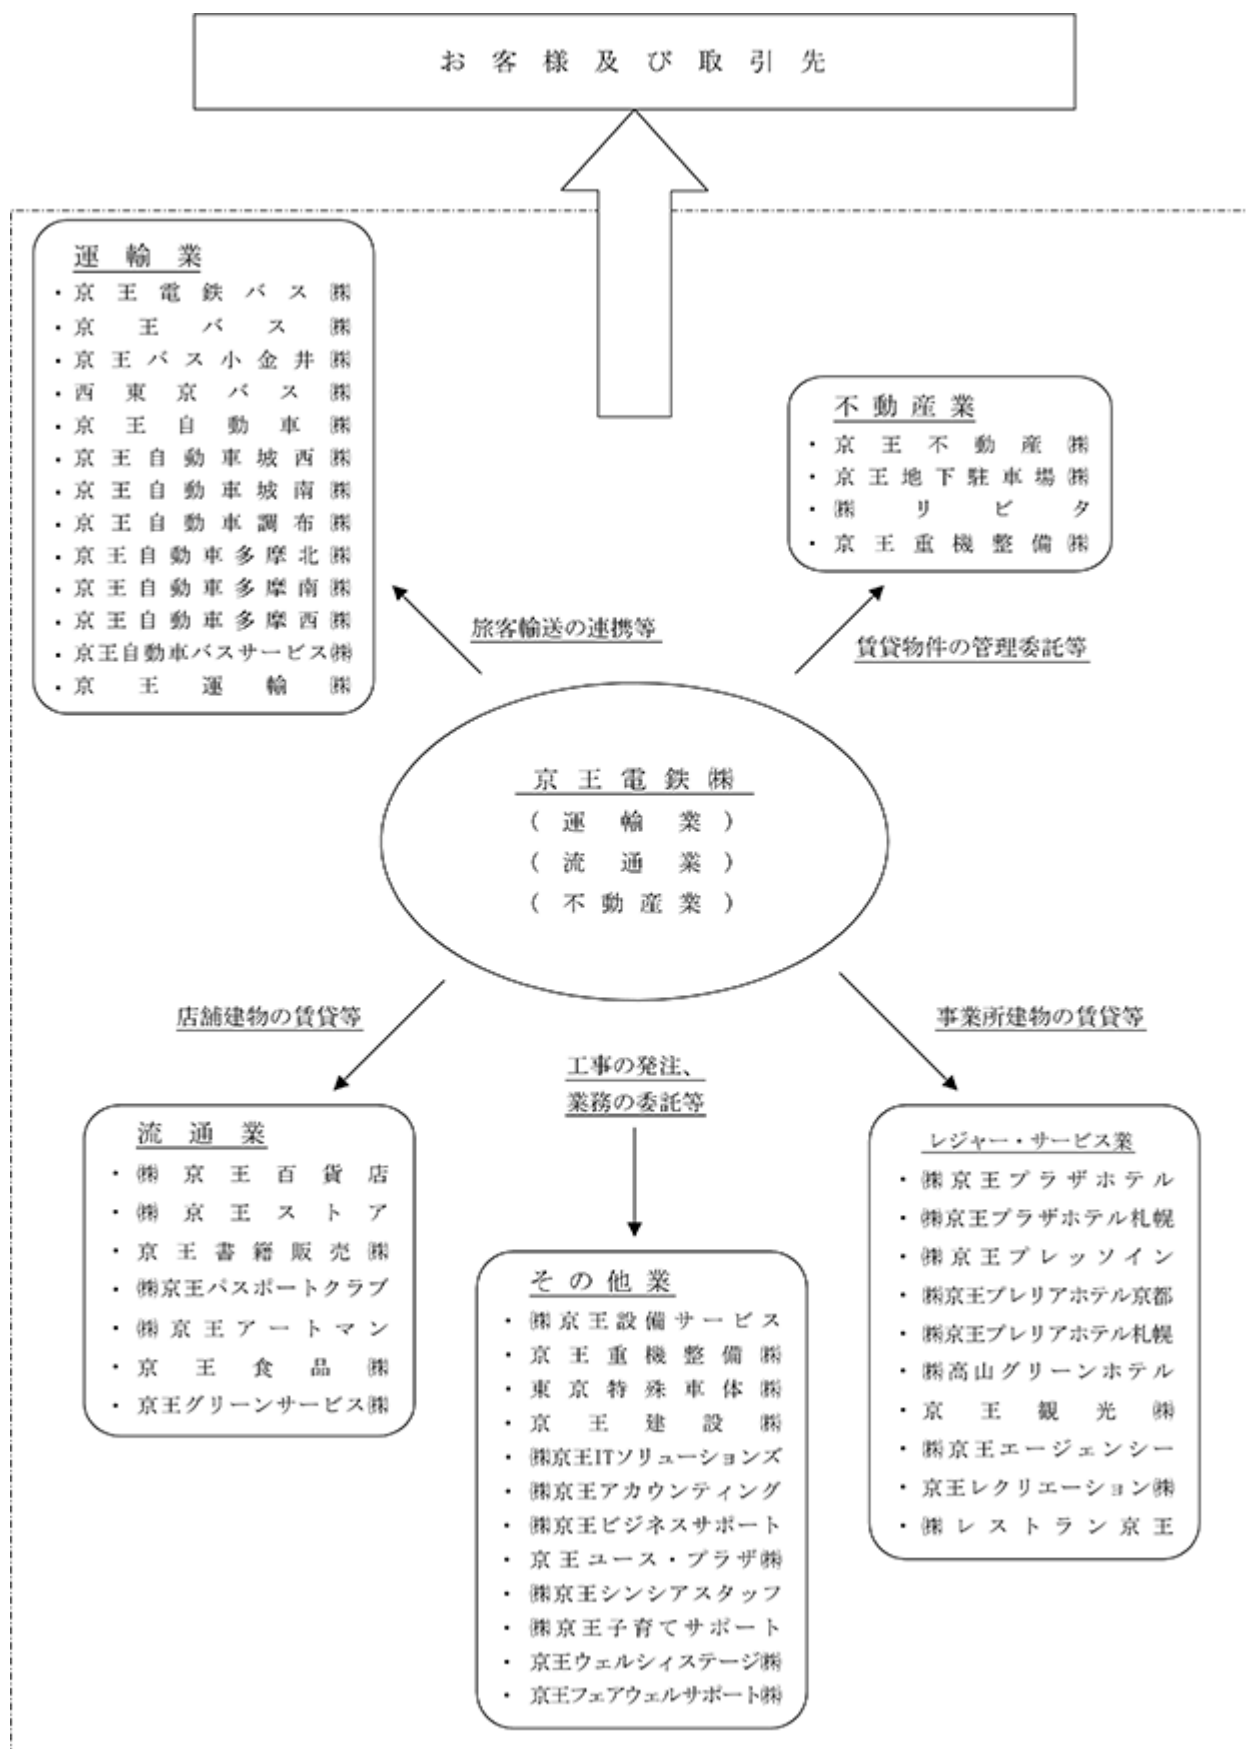 お客様及び取引先
運輸業
・京王電鉄バス㈱
・京王バス㈱
・京王バス小金井㈱
・西東京バス㈱
・京王自動車㈱
・京王自動車城西㈱
・京王自動車城南㈱
・京王自動車調布㈱
・京王自動車多摩北㈱
・京王自動車多摩南㈱
・京王自動車多摩西㈱
・京王自動車バスサービス㈱
・京王運輸㈱
不動産業
・京王不動産㈱
・京王地下駐車場㈱
・㈱リビタ
・京王重機整備㈱
旅客輸送の連携等
賃貸物件の管理委託等
京王電鉄㈱
(運輸業)
(流通業)
(不動産業)
店舗建物の賃貸等
工事の発注、
業務の委託等
事業所建物の賃貸等
流通業
・㈱京王百貨店
・㈱京王ストア
・京王書籍販売㈱
・㈱京王パスポートクラブ
・㈱京王アートマン
・京王食品㈱
・京王グリーンサービス㈱
その他業
・㈱京王設備サービス
・京王重機整備㈱
・東京特殊車体㈱
・京王建設㈱
・㈱京王ITソリューションズ
・㈱京王アカウンティング
・㈱京王ビジネスサポート
・京王ユース・プラザ㈱
・㈱京王シンシアスタッフ
・㈱京王子育てサポート
・京王ウェルシィステージ㈱
・京王フェアウェルサポート㈱
レジャー・サービス業
・㈱京王プラザホテル
・㈱京王プラザホテル札幌
・㈱京王プレッソイン
・㈱京王プレリアホテル京都
・㈱京王プレリアホテル札幌
・㈱高山グリーンホテル
・京王観光㈱
・㈱京王エージェンシー
・京王レクリエーション㈱
・㈱レストラン京王